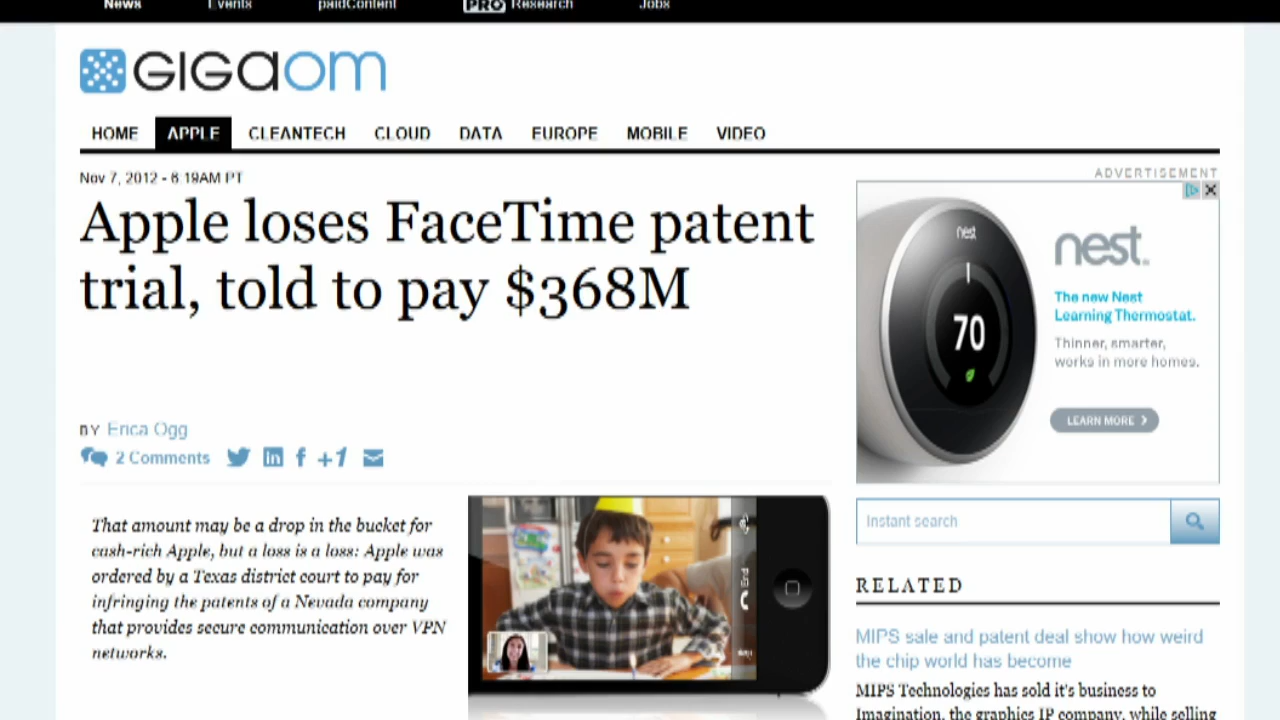 News Events paidContent PRO Research Jobs
GIGAOM
HOME APPLE CLEANTECH CLOUD DATA EUROPE MOBILE VIDEO
Nov 7, 2012 - 6:19AM PT
Apple loses FaceTime patent
trial, told to pay $368M
BY Erica Ogg
2 Comments in f +1
That amount may be a drop in the bucket for
cash-rich Apple, but a loss is a loss: Apple was
ordered by a Texas district court to pay for
infringing the patents of a Nevada company
that provides secure communication over VPN
networks.
End
ADVERTISEMENT
nest
70
nest.
The new Nest
Learning Thermostat.
Thinner, smarter,
works in more homes.
LEARN MORE
Instant search
RELATED
MIPS sale and patent deal show how weird
the chip world has become
MIPS Technologies has sold it's business to
Imagination, the graphics IP company, while selling